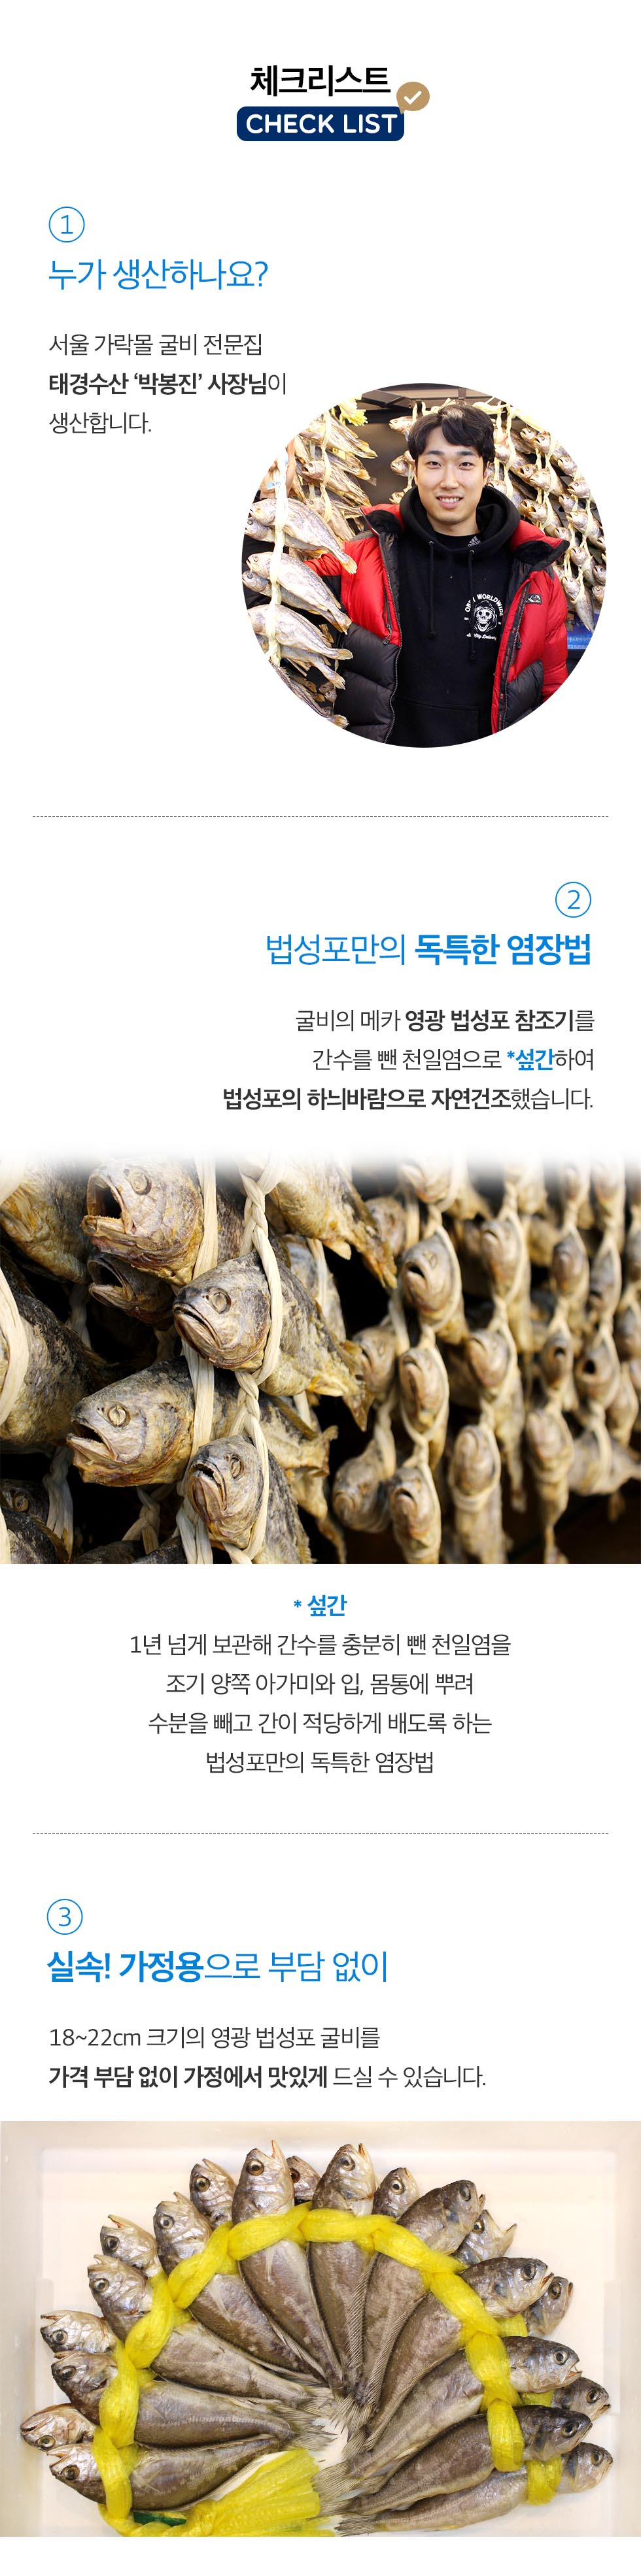 체크리스트
CHECK LIST
1
누가 생산하나요?
서울 가락몰 굴비 전문집
태경수산 ‘박봉진’ 사장님이
생산합니다.
WORLDWIDE
2
법성포만의 독특한 염장법
굴비의 메카 영광 법성포 참조기를
간수를 뺀 천일염으로 *섶간하여
법성포의 하늬바람으로 자연건조했습니다.
* 섶간
1년 넘게 보관해 간수를 충분히 뺀 천일염을
조기 양쪽 아가미와 입, 몸통에 뿌려
수분을 빼고 간이 적당하게 배도록 하는
법성포만의 독특한 염장법
3
실속! 가정용으로 부담 없이
18~22cm 크기의 영광 법성포 굴비를
가격 부담 없이 가정에서 맛있게 드실 수 있습니다.